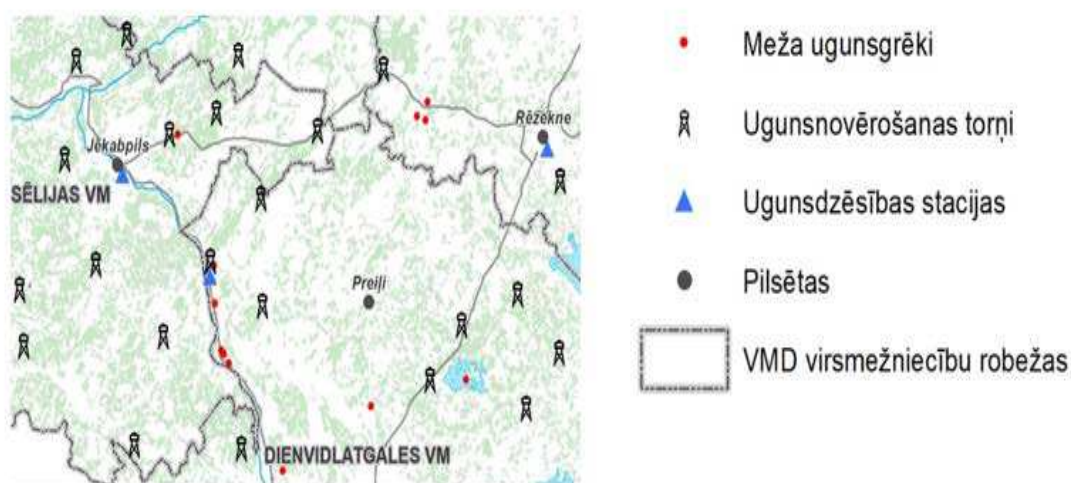 Jēkabpils
Rēzekne
SĒLIJAS VM
Preiļi
DIENVIDLATGALES VM
Meža ugunsgrēki
Ugunsnovērošanas torņi
Ugunsdzēsības stacijas
Pilsētas
VMD virsmežniecību robežas